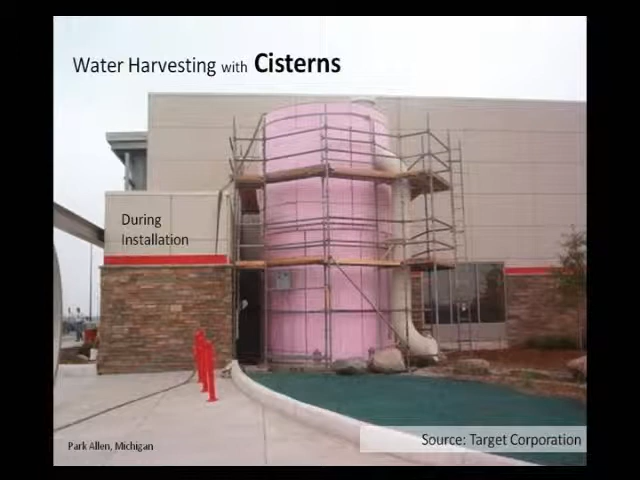 Water Harvesting with Cisterns
During
Installation
Park Allen, Michigan
Source: Target Corporation